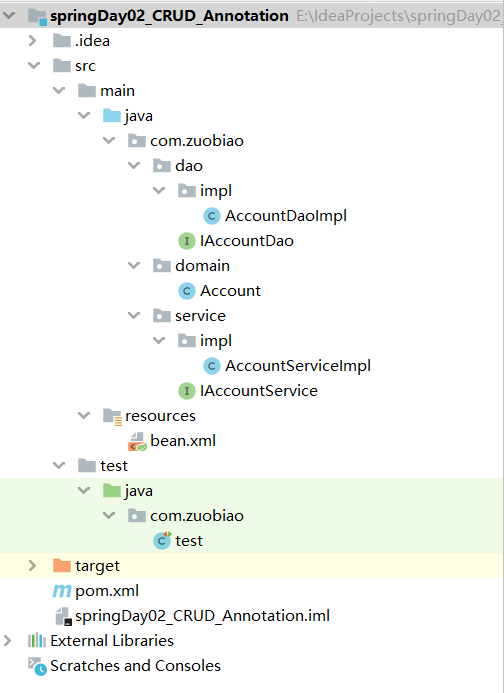 springDay02_CRUD_Annotation E:\IdeaProjects\springDay02_
.idea
src
main
java
com.zuobiao
dao
impl
C AccountDaoImpl
I IAccountDao
domain
C Account
service
impl
C AccountServiceImpl
I IAccountService
resources
bean.xml
test
java
com.zuobiao
C test
target
m pom.xml
springDay02_CRUD_Annotation.iml
External Libraries
Scratches and Consoles